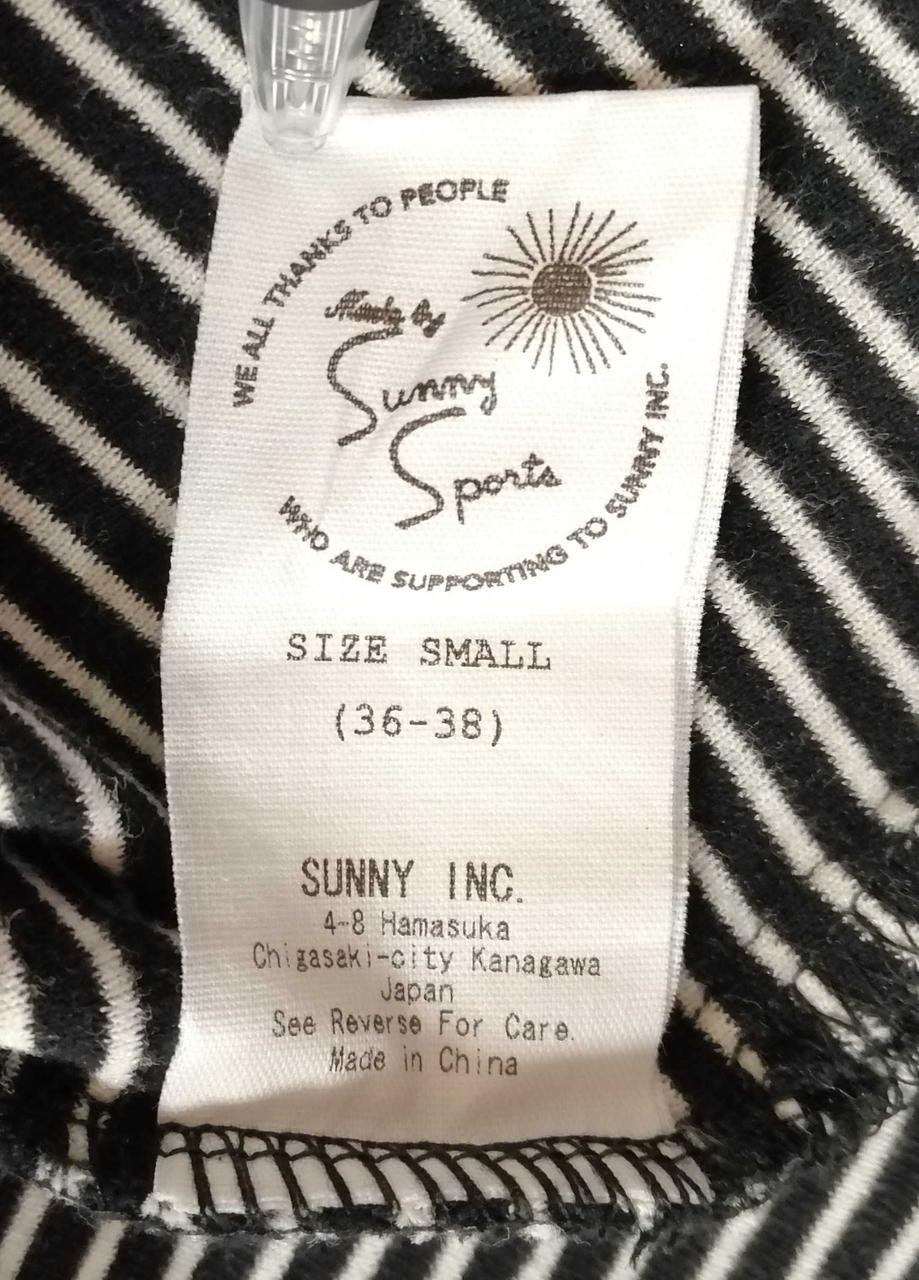 WE ALL THANKS TO PEOPLE
Made By
Sunny
Sports
WHO ARE SUPPORTING TO SUNNY INC.
SIZE SMALL
(36-38)
SUNNY INC.
4-8 Hamasuka
Chigasaki-city Kanagawa
Japan
See Reverse For Care.
Made in China